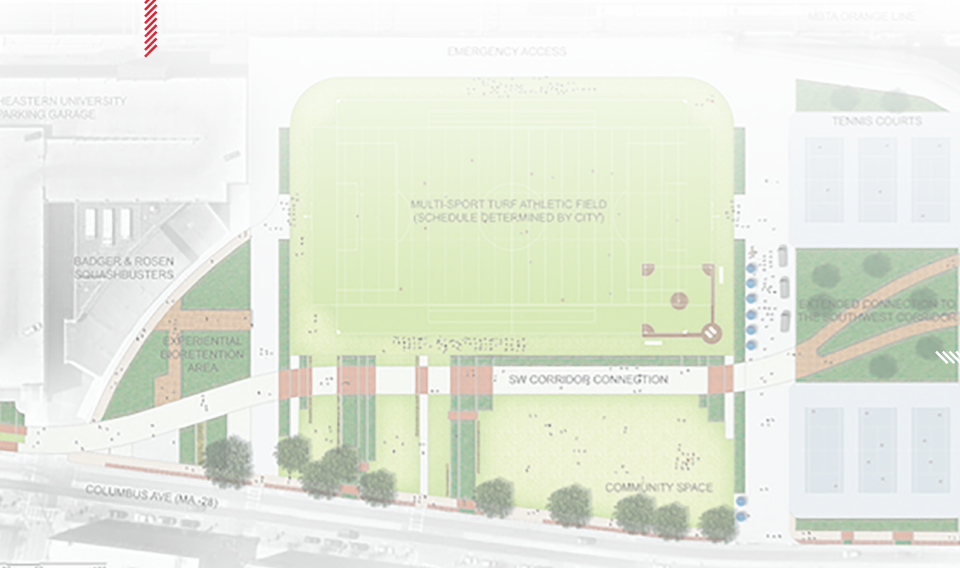 MBTA ORANGE LINE
EMERGENCY ACCESS
HEASTERN UNIVERSITY
PARKING GARAGE
TENNIS COURTS
MULTI-SPORT TURF ATHLETIC FIELD
(SCHEDULE DETERMINED BY CITY)
BADGER & ROSEN
SQUASHBUSTERS
EXTENDED CONNECTION TO
THE SOUTHWEST CORRIDOR
EXPERIENTIAL
BIORETENTION
AREA
SW CORRIDOR CONNECTION
COMMUNITY SPACE
COLUMBUS AVE (MA-28)